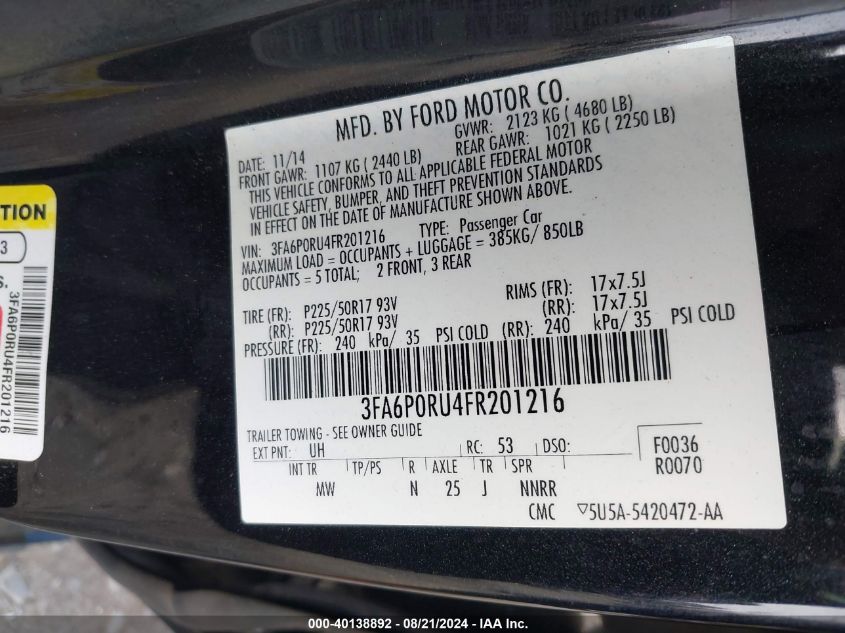 MFD. BY FORD MOTOR CO.
DATE: 11/14 GVWR: 2123 KG ( 4680 LB)
FRONT GAWR: 1107 KG ( 2440 LB) REAR GAWR: 1021 KG ( 2250 LB)
THIS VEHICLE CONFORMS TO ALL APPLICABLE FEDERAL MOTOR
VEHICLE SAFETY, BUMPER, AND THEFT PREVENTION STANDARDS
IN EFFECT ON THE DATE OF MANUFACTURE SHOWN ABOVE.
VIN: 3FA6P0RU4FR201216 TYPE: Passenger Car
MAXIMUM LOAD = OCCUPANTS + LUGGAGE = 385KG/ 850LB
OCCUPANTS = 5 TOTAL; 2 FRONT, 3 REAR
TIRE (FR): P225/50R17 93V RIMS (FR): 17x7.5J
(RR): P225/50R17 93V (RR): 17x7.5J
PRESSURE (FR): 240 kPa/ 35 PSI COLD (RR): 240 kPa/ 35 PSI COLD
3FA6P0RU4FR201216
TRAILER TOWING - SEE OWNER GUIDE
EXT PNT: UH RC: 53 DSO: F0036
R0070
INT TR TP/PS R AXLE TR SPR
MW N 25 J NNRR
CMC ▽5U5A-5420472-AA
TION
3
3FA6P0RU4FR201216
000-40138892 - 08/21/2024 - IAA Inc.